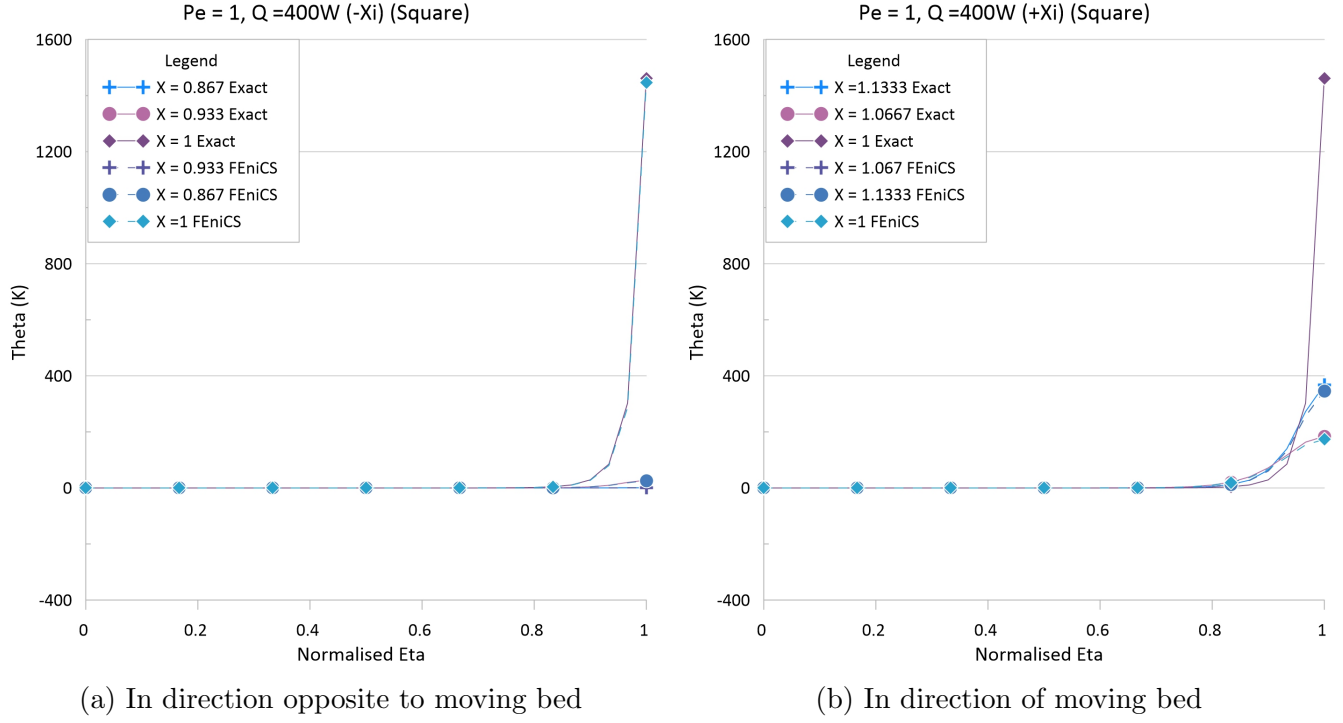 Pe = 1, Q =400W (-Xi) (Square)
1600
1200
800
400
0
-400
Theta (K)
Legend
X = 0.867 Exact
X = 0.933 Exact
X = 1 Exact
X = 0.933 FEniCS
X = 0.867 FEniCS
X =1 FEniCS
0 0.2 0.4 0.6 0.8 1
Normalised Eta
(a) In direction opposite to moving bed
Pe = 1, Q =400W (+Xi) (Square)
1600
1200
800
400
0
-400
Theta (K)
Legend
X =1.1333 Exact
X = 1.0667 Exact
X = 1 Exact
X = 1.067 FEniCS
X = 1.1333 FEniCS
X = 1 FEniCS
0 0.2 0.4 0.6 0.8 1
Normalised Eta
(b) In direction of moving bed